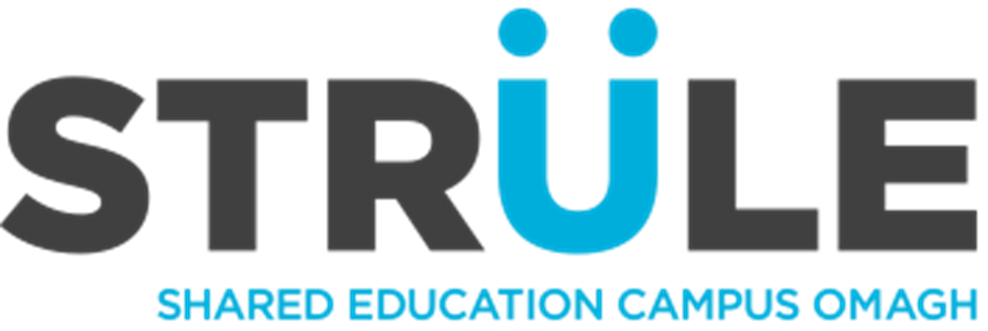 STRÜLE
SHARED EDUCATION CAMPUS OMAGH